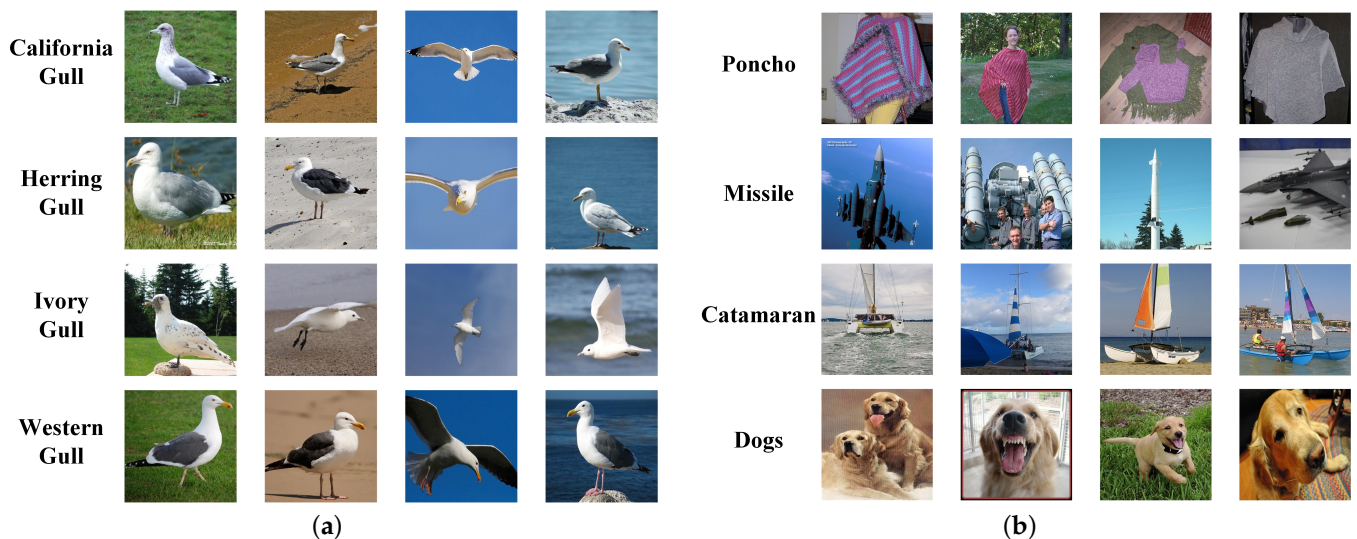 California
Gull
Herring
Gull
Ivory
Gull
Western
Gull
(a)
Poncho
Missile
Catamaran
Dogs
(b)